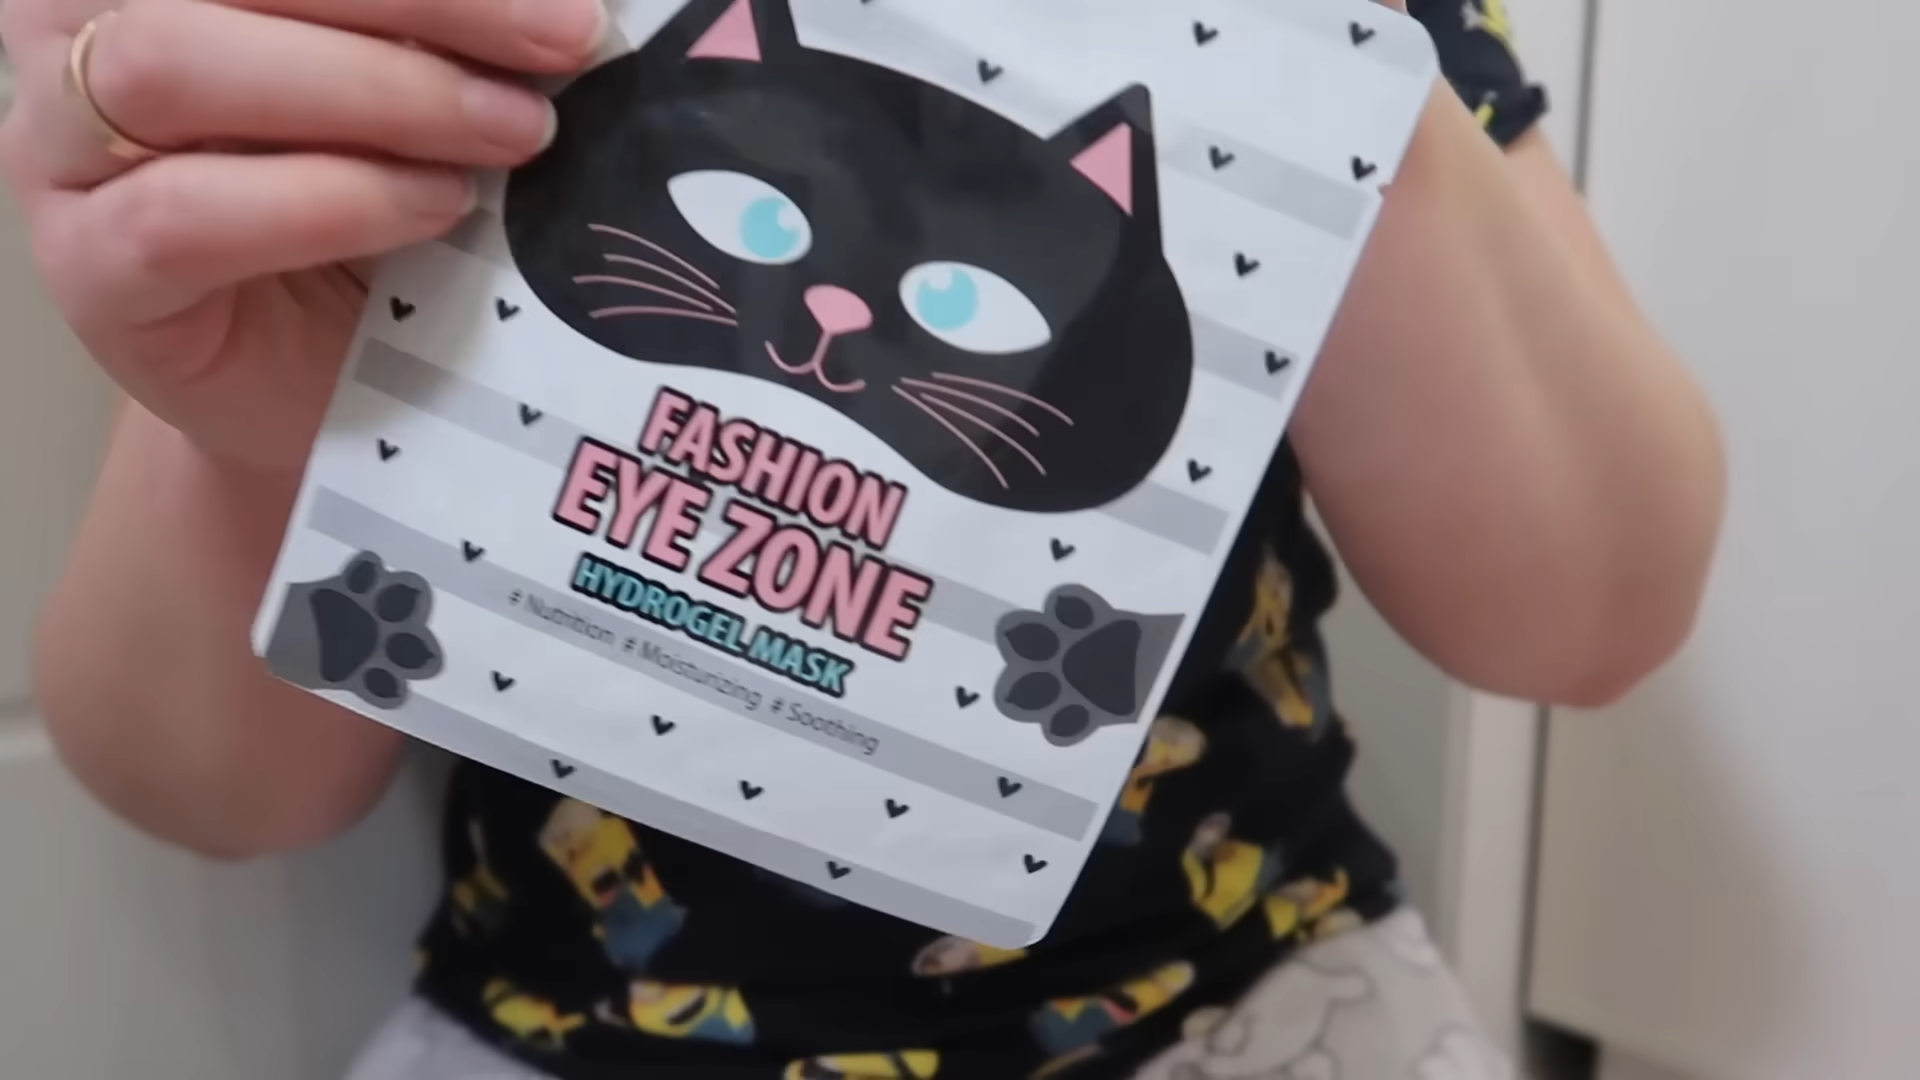 FASHION
EYE ZONE
HYDROGEL MASK
# Nutrition # Moisturizing # Soothing